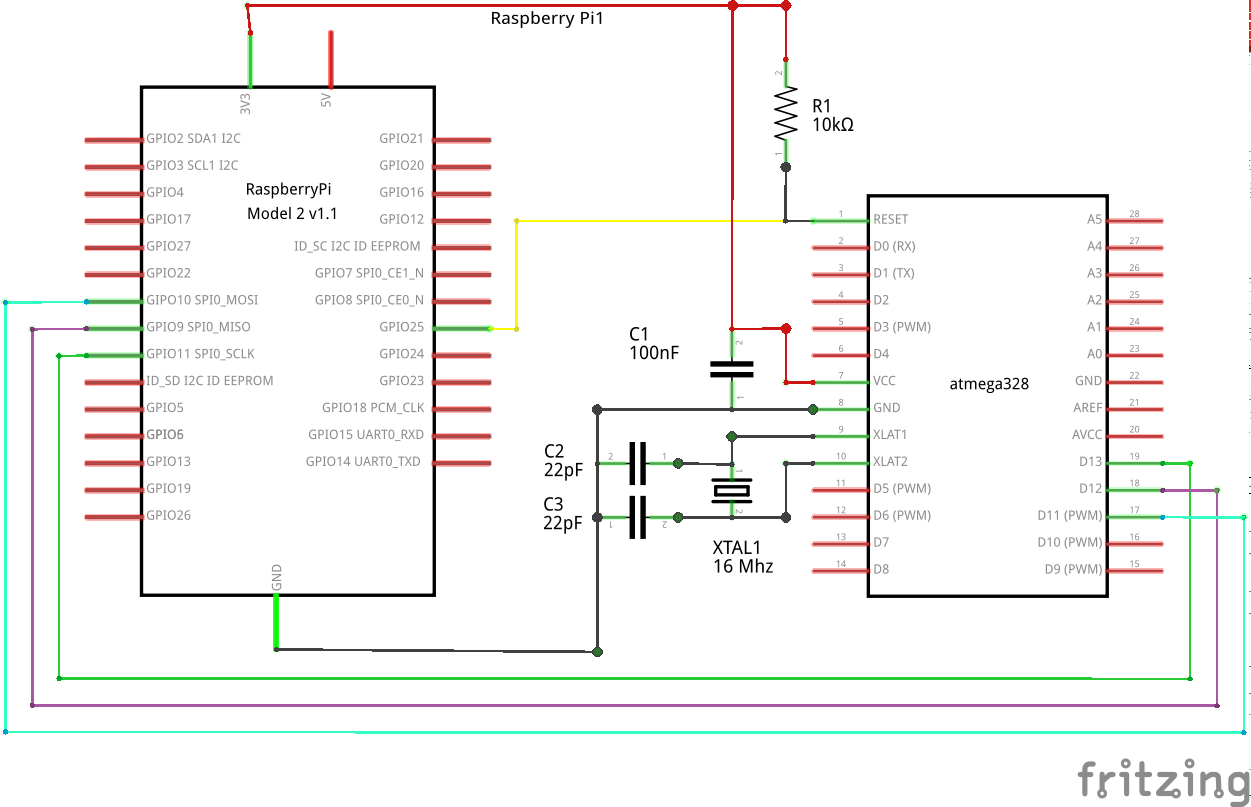 Raspberry Pi1
3V3
5V
RaspberryPi
Model 2 v1.1
GPIO2 SDA1 I2C
GPIO3 SCL1 I2C
GPIO4
GPIO17
GPIO27
GPIO22
GIPO10 SPI0_MOSI
GPIO9 SPI0_MISO
GPIO11 SPI0_SCLK
ID_SD I2C ID EEPROM
GPIO5
GPIO6
GPIO13
GPIO19
GPIO26
GPIO21
GPIO20
GPIO16
GPIO12
ID_SC I2C ID EEPROM
GPIO7 SPI0_CE1_N
GPIO8 SPI0_CE0_N
GPIO25
GPIO24
GPIO23
GPIO18 PCM_CLK
GPIO15 UART0_RXD
GPIO14 UART0_TXD
GND
2
R1
10kΩ
1
C1
100nF
2
1
C2
22pF
2
1
C3
22pF
1
2
1
2
XTAL1
16 Mhz
atmega328
1 RESET
2 D0 (RX)
3 D1 (TX)
4 D2
5 D3 (PWM)
6 D4
7 VCC
8 GND
9 XLAT1
10 XLAT2
11 D5 (PWM)
12 D6 (PWM)
13 D7
14 D8
A5 28
A4 27
A3 26
A2 25
A1 24
A0 23
GND 22
AREF 21
AVCC 20
D13 19
D12 18
D11 (PWM) 17
D10 (PWM) 16
D9 (PWM) 15
fritzing